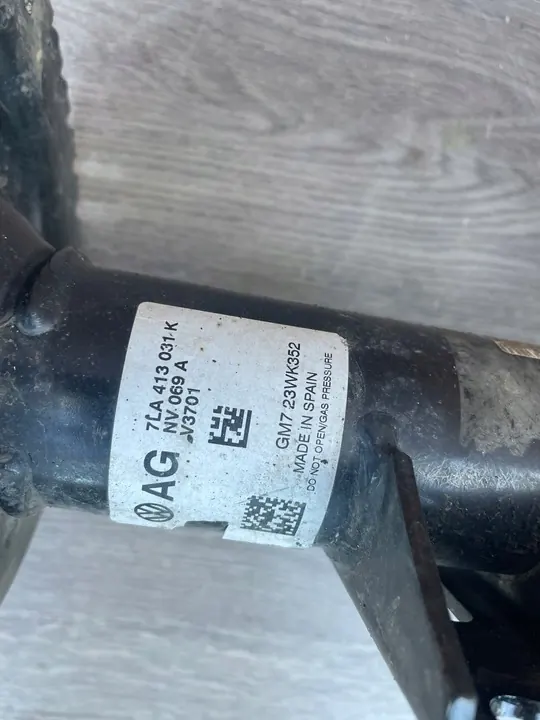 7LA 413 031 K
NV 069 A
V3701
AG
GM7 23WK352
MADE IN SPAIN
DO NOT OPEN/GAS PRESSURE